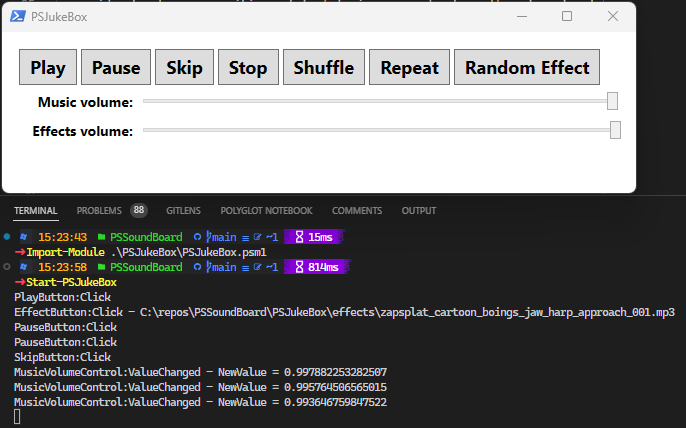 PSJukeBox
Play Pause Skip Stop Shuffle Repeat Random Effect
Music volume:
Effects volume:
TERMINAL PROBLEMS 88 GITLENS POLYGLOT NOTEBOOK COMMENTS OUTPUT
15:23:43 PSSoundBoard main ≡ ~1 15ms
➜Import-Module .\PSJukeBox\PSJukeBox.psm1
15:23:58 PSSoundBoard main ≡ ~1 814ms
➜Start-PSJukeBox
PlayButton:Click
EffectButton:Click - C:\repos\PSSoundBoard\PSJukeBox\effects\zapsplat_cartoon_boings_jaw_harp_approach_001.mp3
PauseButton:Click
PauseButton:Click
SkipButton:Click
MusicVolumeControl:ValueChanged - NewValue = 0.997882253282507
MusicVolumeControl:ValueChanged - NewValue = 0.995764506565015
MusicVolumeControl:ValueChanged - NewValue = 0.993646759847522